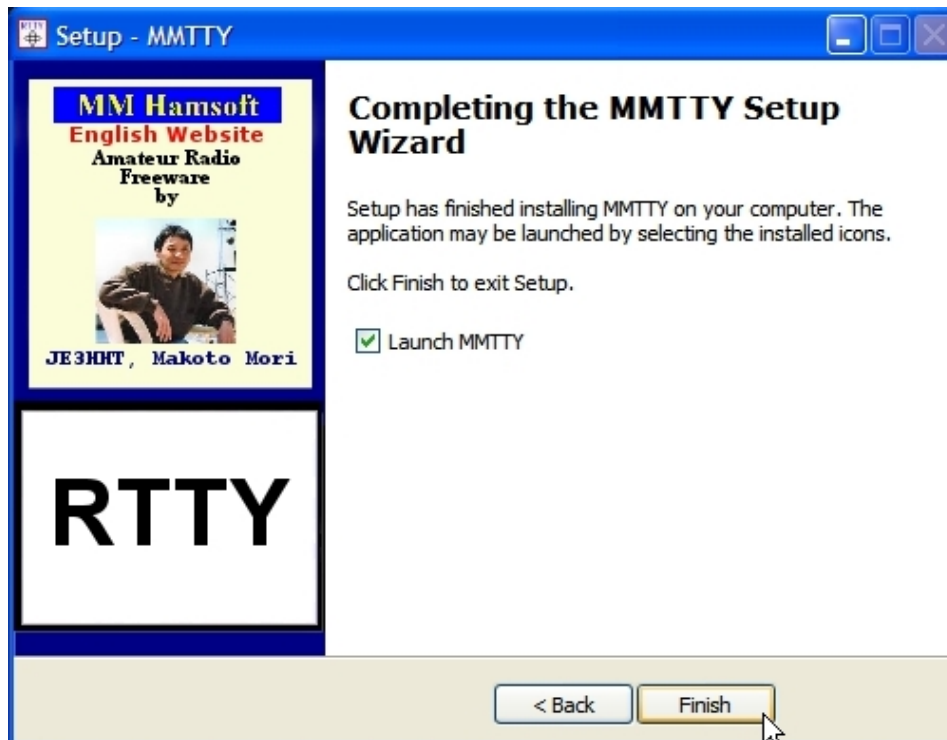 Setup - MMTTY
MM Hamsoft
English Website
Amateur Radio
Freeware
by
JE3HHT, Makoto Mori
RTTY
Completing the MMTTY Setup
Wizard
Setup has finished installing MMTTY on your computer. The
application may be launched by selecting the installed icons.
Click Finish to exit Setup.
Launch MMTTY
< Back
Finish